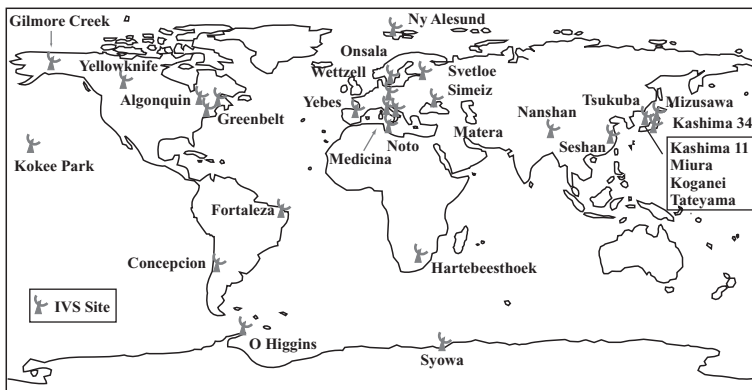 Gilmore Creek
Ny Alesund
Onsala
Yellowknife
Wettzell
Svetloe
Simeiz
Algonquin
Yebes
Tsukuba
Mizusawa
Nanshan
Greenbelt
Kashima 34
Matera
Seshan
Kokee Park
Medicina
Noto
Kashima 11
Miura
Koganei
Tateyama
Fortaleza
Concepcion
Hartebeesthoek
IVS Site
O Higgins
Syowa